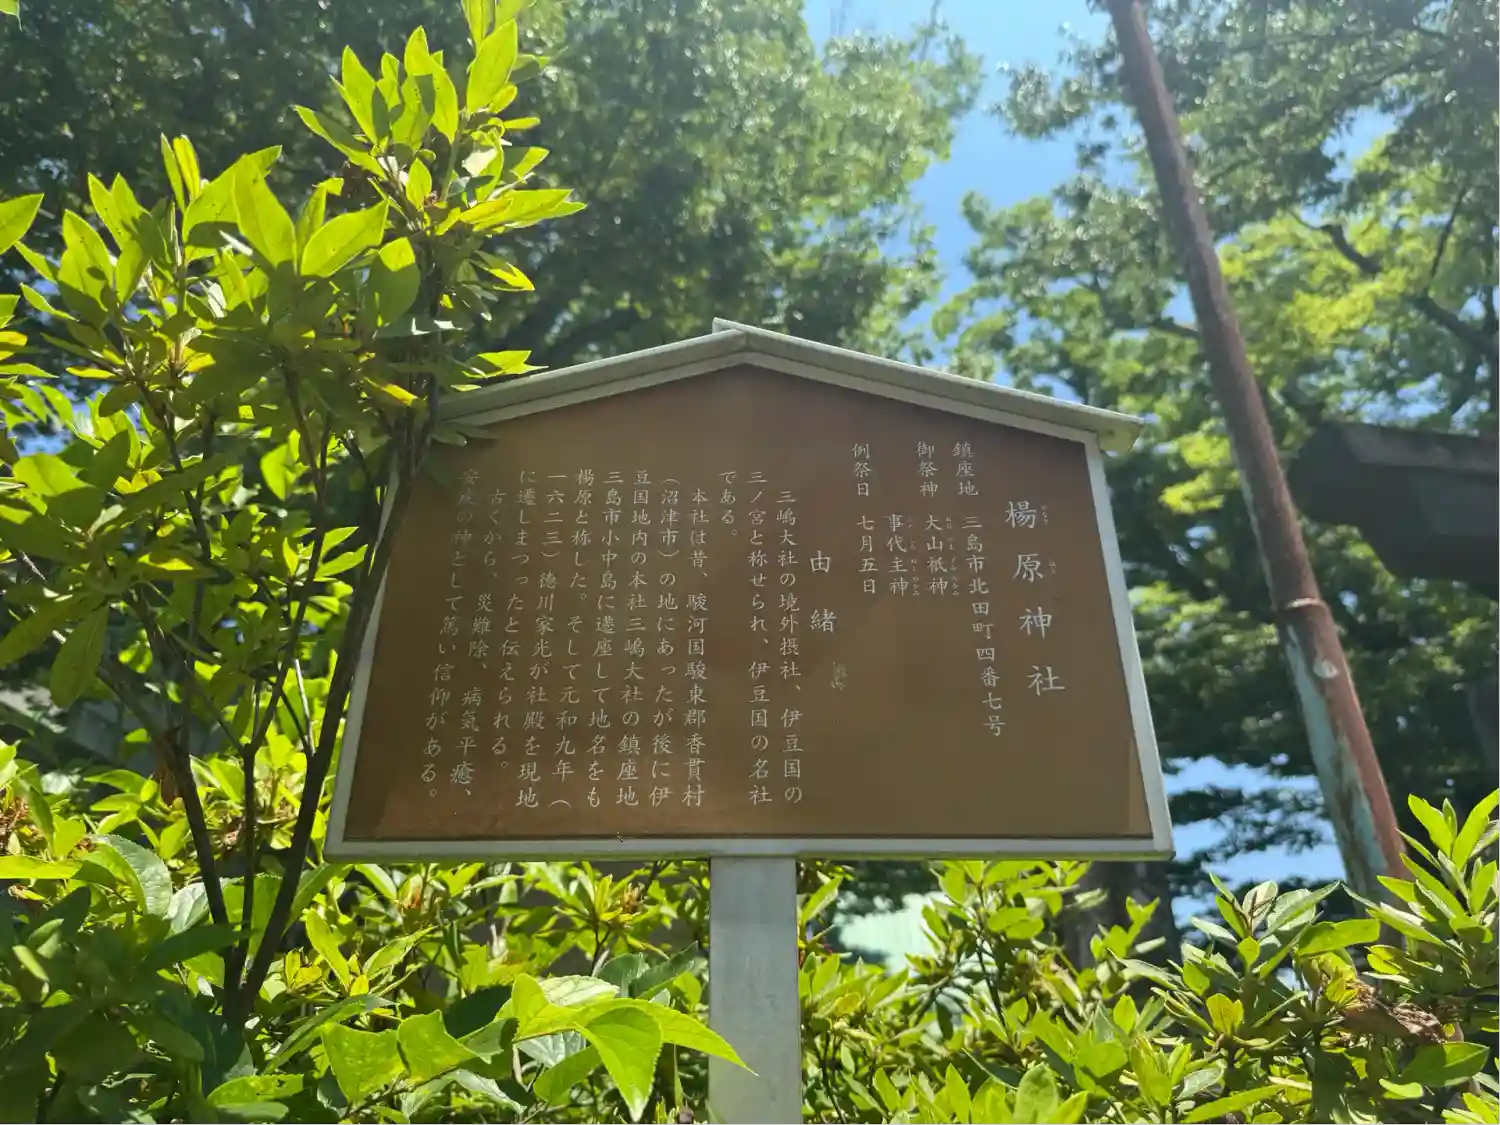 楊原神社
鎮座地 三島市北田町四番七号
御祭神 大山祇神
事代主神
例祭日 七月五日
由緒
三嶋大社の境外摂社、伊豆国の
三ノ宮と称せられ、伊豆国の名社
である。
本社は昔、駿河国駿東郡香貫村
（沼津市）の地にあったが後に伊
豆国地内の本社三嶋大社の鎮座地
三島市小中島に遷座して地名をも
楊原と称した。そして元和九年（
一六二三）徳川家光が社殿を現地
に遷しまつったと伝えられる。
古くから、災難除、病氣平癒、
安産の神として篤い信仰がある。